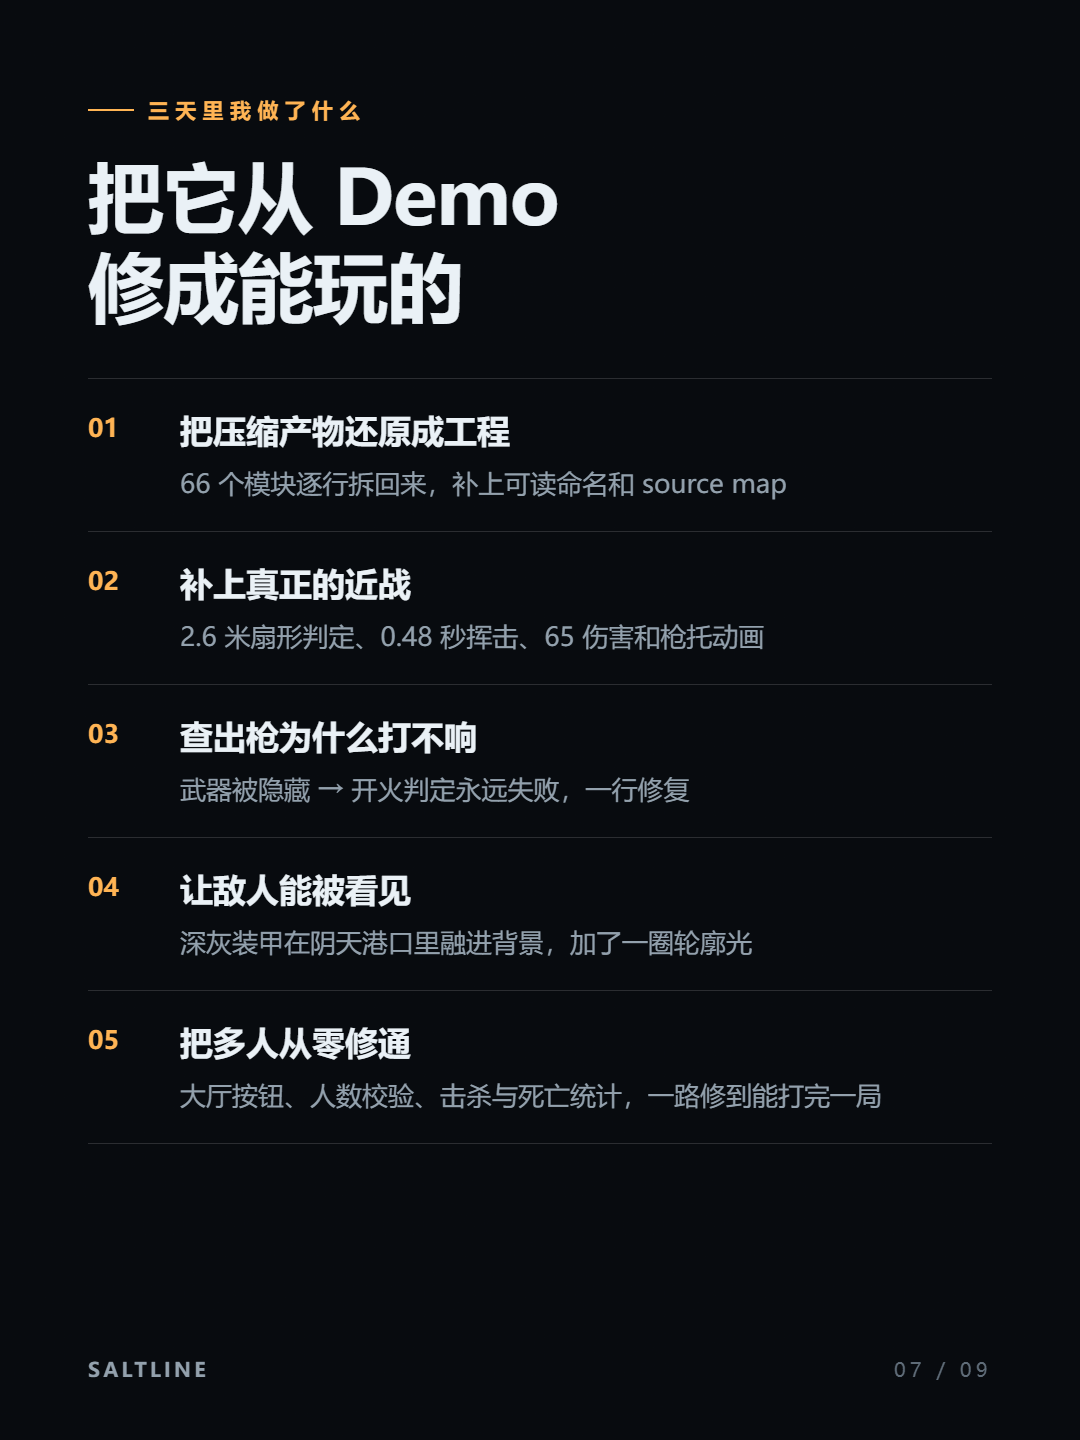 三天里我做了什么
把它从 Demo
修成能玩的
01
把压缩产物还原成工程
66 个模块逐行拆回来，补上可读命名和 source map
02
补上真正的近战
2.6 米扇形判定、0.48 秒挥击、65 伤害和枪托动画
03
查出枪为什么打不响
武器被隐藏 → 开火判定永远失败，一行修复
04
让敌人能被看见
深灰装甲在阴天港口里融进背景，加了一圈轮廓光
05
把多人从零修通
大厅按钮、人数校验、击杀与死亡统计，一路修到能打完一局
SALTLINE
07 / 09